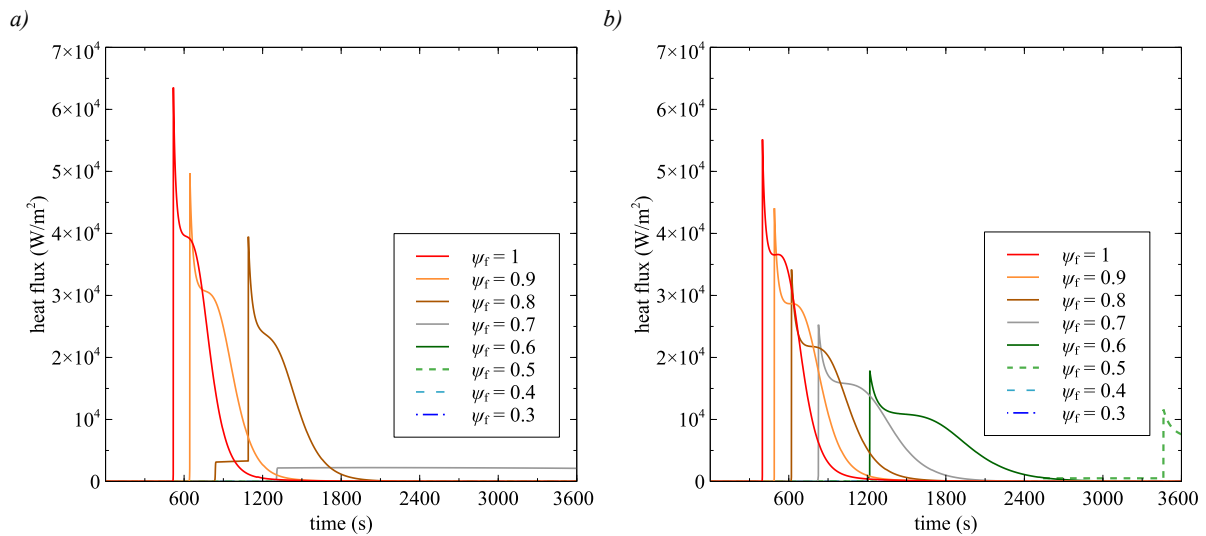 a)
7×10⁴
6×10⁴
5×10⁴
4×10⁴
3×10⁴
2×10⁴
10⁴
0
heat flux (W/m²)
600 1200 1800 2400 3000 3600
time (s)
ψf = 1
ψf = 0.9
ψf = 0.8
ψf = 0.7
ψf = 0.6
ψf = 0.5
ψf = 0.4
ψf = 0.3
b)
7×10⁴
6×10⁴
5×10⁴
4×10⁴
3×10⁴
2×10⁴
10⁴
0
heat flux (W/m²)
600 1200 1800 2400 3000 3600
time (s)
ψf = 1
ψf = 0.9
ψf = 0.8
ψf = 0.7
ψf = 0.6
ψf = 0.5
ψf = 0.4
ψf = 0.3